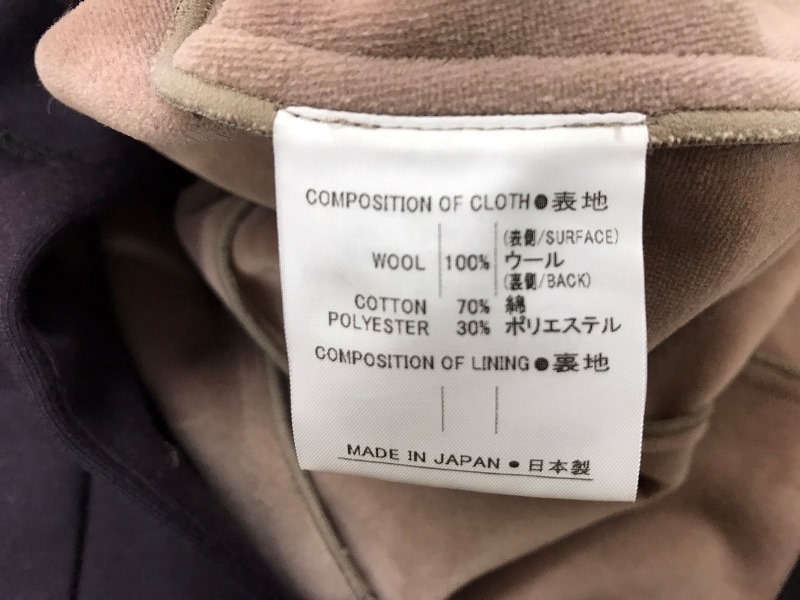 COMPOSITION OF CLOTH●表地
(表側/SURFACE)
WOOL 100% ウール
(裏側/BACK)
COTTON 70% 綿
POLYESTER 30% ポリエステル
COMPOSITION OF LINING●裏地
MADE IN JAPAN ● 日本製